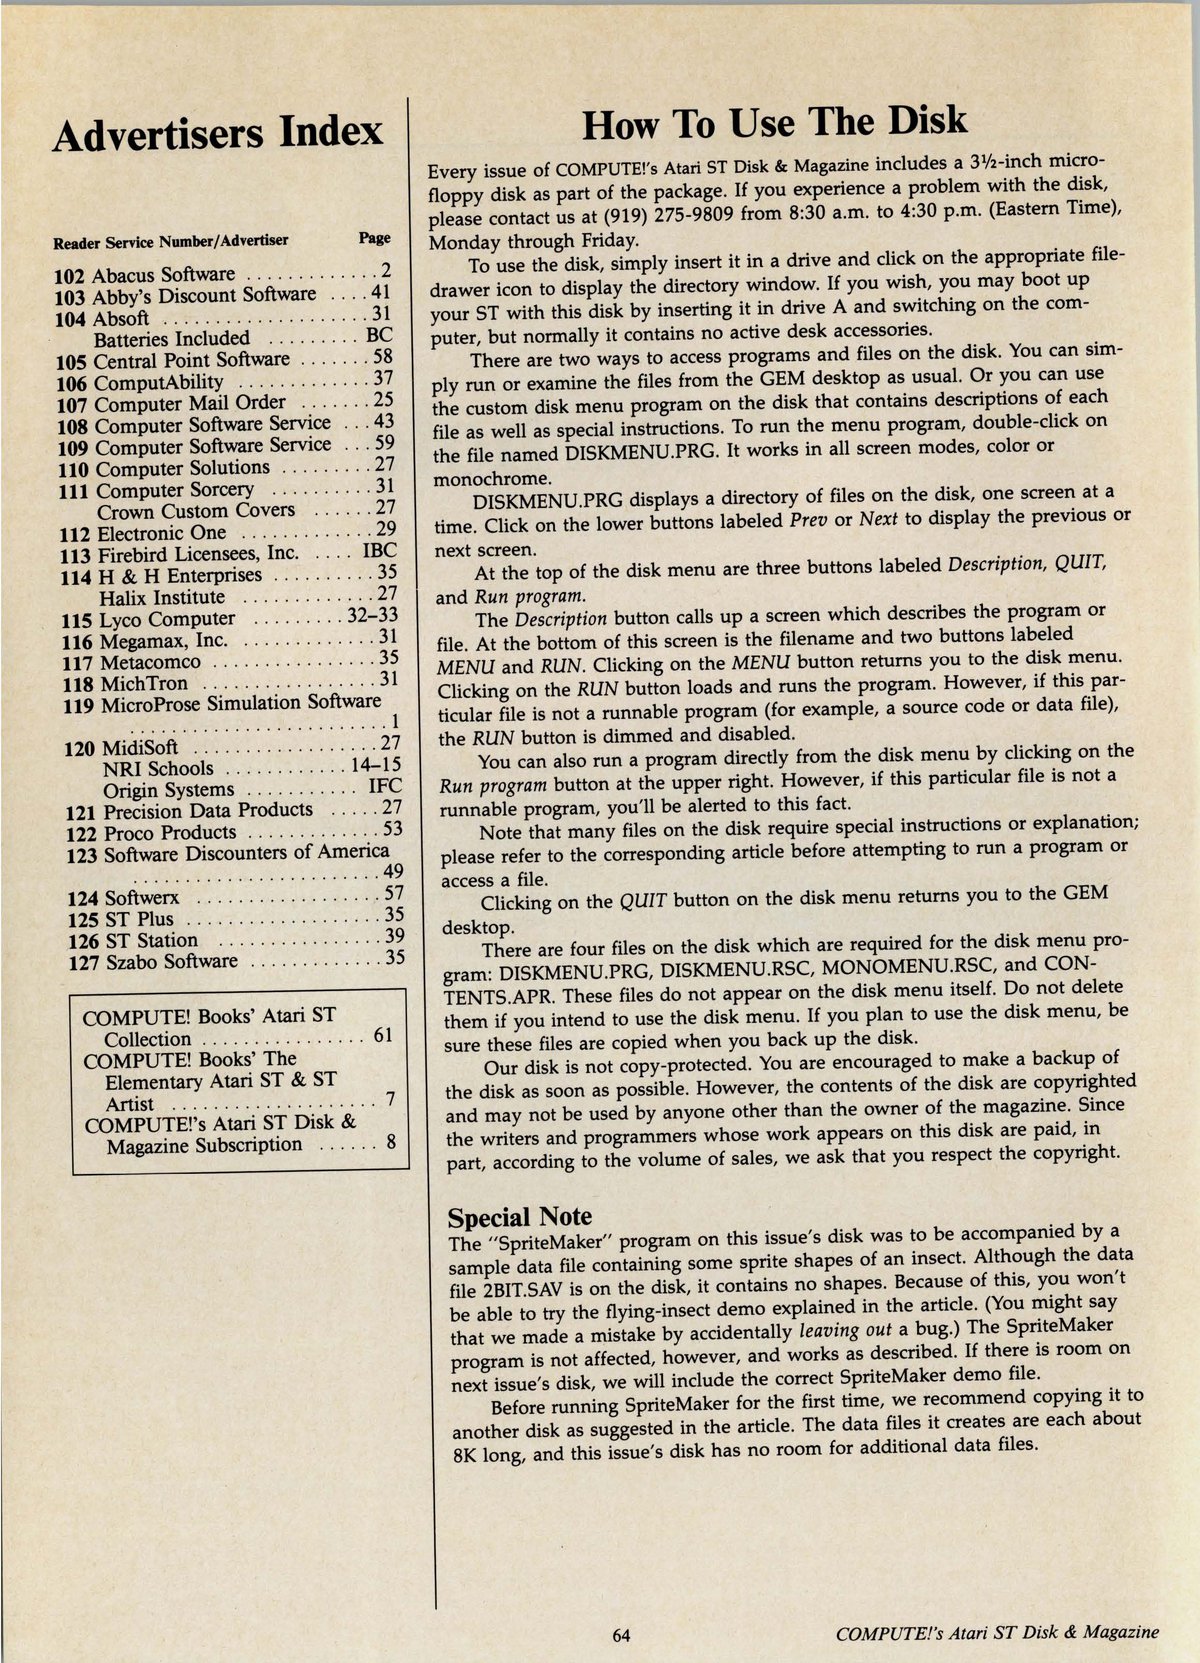 Advertisers Index
Reader Service Number/Advertiser Page
102 Abacus Software . . . . . . . . . . . . . 2
103 Abby's Discount Software . . . . 41
104 Absoft . . . . . . . . . . . . . . . . . . . . 31
Batteries Included . . . . . . . . . BC
105 Central Point Software . . . . . . . 58
106 ComputAbility . . . . . . . . . . . . . 37
107 Computer Mail Order . . . . . . . 25
108 Computer Software Service . . . 43
109 Computer Software Service . . . 59
110 Computer Solutions . . . . . . . . . 27
111 Computer Sorcery . . . . . . . . . . 31
Crown Custom Covers . . . . . . 27
112 Electronic One . . . . . . . . . . . . . 29
113 Firebird Licensees, Inc. . . . . IBC
114 H & H Enterprises . . . . . . . . . . 35
Halix Institute . . . . . . . . . . . . . 27
115 Lyco Computer . . . . . . . . . 32–33
116 Megamax, Inc. . . . . . . . . . . . . . 31
117 Metacomco . . . . . . . . . . . . . . . . 35
118 MichTron . . . . . . . . . . . . . . . . . 31
119 MicroProse Simulation Software
. . . . . . . . . . . . . . . . . . . . . . . . . 1
120 MidiSoft . . . . . . . . . . . . . . . . . . 27
NRI Schools . . . . . . . . . . . . 14–15
Origin Systems . . . . . . . . . . . IFC
121 Precision Data Products . . . . . 27
122 Proco Products . . . . . . . . . . . . . 53
123 Software Discounters of America
. . . . . . . . . . . . . . . . . . . . . . . . 49
124 Softwerx . . . . . . . . . . . . . . . . . . 57
125 ST Plus . . . . . . . . . . . . . . . . . . . 35
126 ST Station . . . . . . . . . . . . . . . . 39
127 Szabo Software . . . . . . . . . . . . . 35
COMPUTE! Books' Atari ST
Collection . . . . . . . . . . . . . . . . 61
COMPUTE! Books' The
Elementary Atari ST & ST
Artist . . . . . . . . . . . . . . . . . . . . 7
COMPUTE!'s Atari ST Disk &
Magazine Subscription . . . . . . 8
How To Use The Disk
Every issue of COMPUTE!'s Atari ST Disk & Magazine includes a 3½-inch micro-
floppy disk as part of the package. If you experience a problem with the disk,
please contact us at (919) 275-9809 from 8:30 a.m. to 4:30 p.m. (Eastern Time),
Monday through Friday.
To use the disk, simply insert it in a drive and click on the appropriate file-
drawer icon to display the directory window. If you wish, you may boot up
your ST with this disk by inserting it in drive A and switching on the com-
puter, but normally it contains no active desk accessories.
There are two ways to access programs and files on the disk. You can sim-
ply run or examine the files from the GEM desktop as usual. Or you can use
the custom disk menu program on the disk that contains descriptions of each
file as well as special instructions. To run the menu program, double-click on
the file named DISKMENU.PRG. It works in all screen modes, color or
monochrome.
DISKMENU.PRG displays a directory of files on the disk, one screen at a
time. Click on the lower buttons labeled Prev or Next to display the previous or
next screen.
At the top of the disk menu are three buttons labeled Description, QUIT,
and Run program.
The Description button calls up a screen which describes the program or
file. At the bottom of this screen is the filename and two buttons labeled
MENU and RUN. Clicking on the MENU button returns you to the disk menu.
Clicking on the RUN button loads and runs the program. However, if this par-
ticular file is not a runnable program (for example, a source code or data file),
the RUN button is dimmed and disabled.
You can also run a program directly from the disk menu by clicking on the
Run program button at the upper right. However, if this particular file is not a
runnable program, you'll be alerted to this fact.
Note that many files on the disk require special instructions or explanation;
please refer to the corresponding article before attempting to run a program or
access a file.
Clicking on the QUIT button on the disk menu returns you to the GEM
desktop.
There are four files on the disk which are required for the disk menu pro-
gram: DISKMENU.PRG, DISKMENU.RSC, MONOMENU.RSC, and CON-
TENTS.APR. These files do not appear on the disk menu itself. Do not delete
them if you intend to use the disk menu. If you plan to use the disk menu, be
sure these files are copied when you back up the disk.
Our disk is not copy-protected. You are encouraged to make a backup of
the disk as soon as possible. However, the contents of the disk are copyrighted
and may not be used by anyone other than the owner of the magazine. Since
the writers and programmers whose work appears on this disk are paid, in
part, according to the volume of sales, we ask that you respect the copyright.
Special Note
The "SpriteMaker" program on this issue's disk was to be accompanied by a
sample data file containing some sprite shapes of an insect. Although the data
file 2BIT.SAV is on the disk, it contains no shapes. Because of this, you won't
be able to try the flying-insect demo explained in the article. (You might say
that we made a mistake by accidentally leaving out a bug.) The SpriteMaker
program is not affected, however, and works as described. If there is room on
next issue's disk, we will include the correct SpriteMaker demo file.
Before running SpriteMaker for the first time, we recommend copying it to
another disk as suggested in the article. The data files it creates are each about
8K long, and this issue's disk has no room for additional data files.
64 COMPUTE!'s Atari ST Disk & Magazine